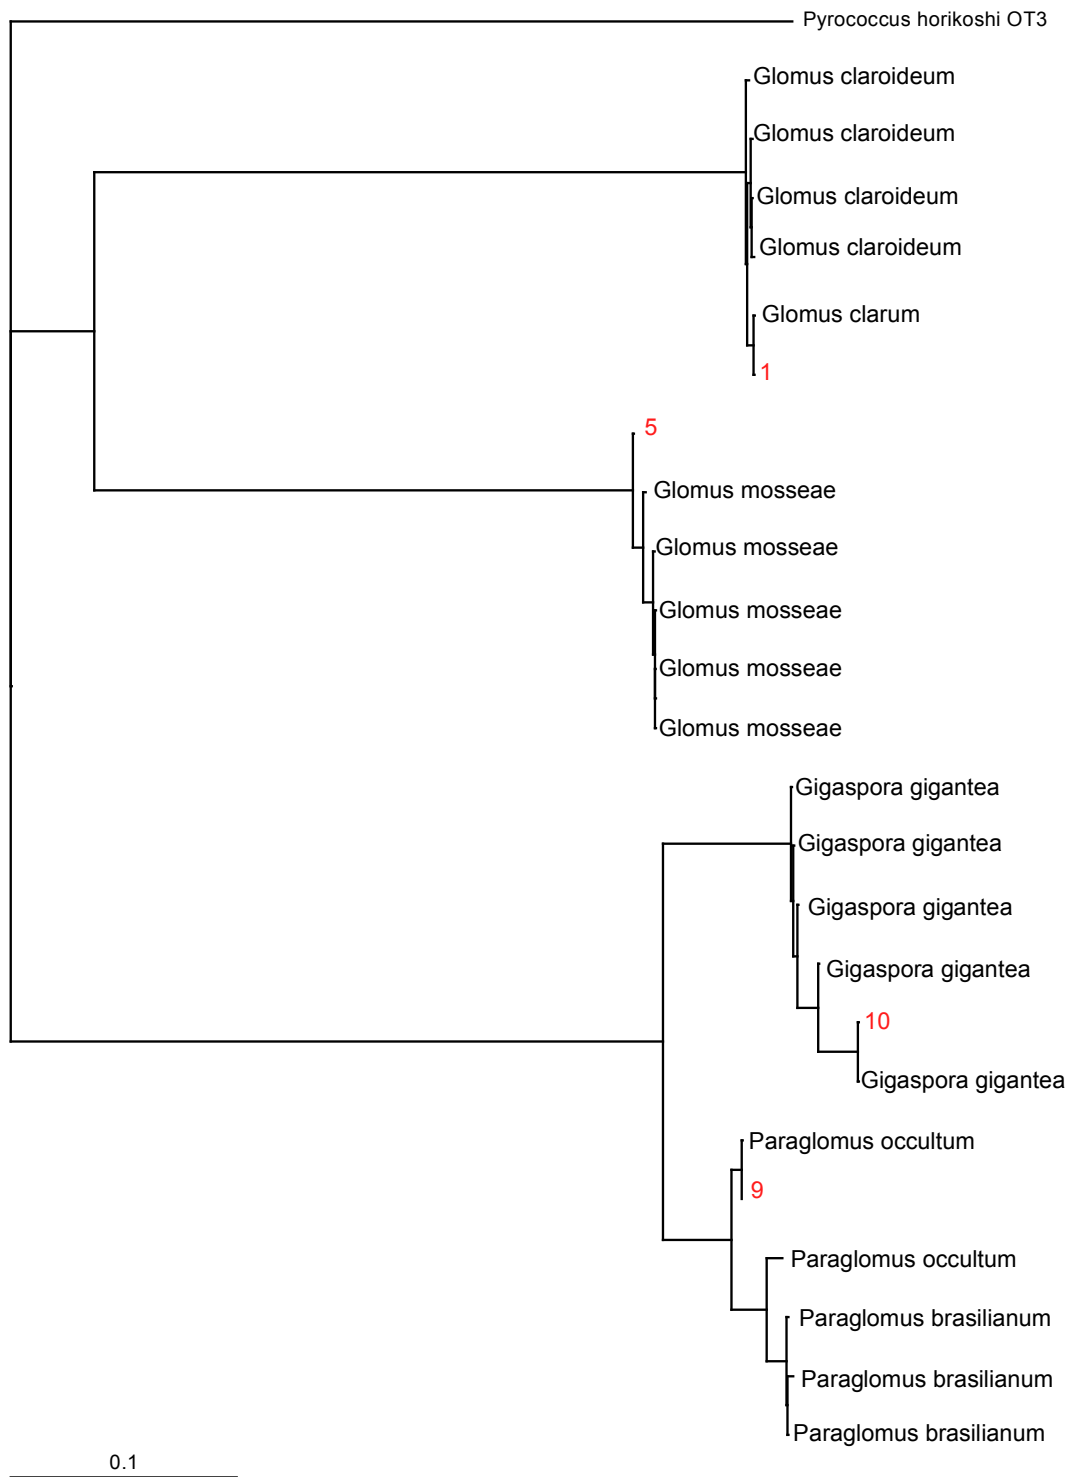 Pyrococcus horikoshi OT3
Glomus claroideum
Glomus claroideum
Glomus claroideum
Glomus claroideum
Glomus clarum
1
5
Glomus mosseae
Glomus mosseae
Glomus mosseae
Glomus mosseae
Glomus mosseae
Gigaspora gigantea
Gigaspora gigantea
Gigaspora gigantea
Gigaspora gigantea
10
Gigaspora gigantea
Paraglomus occultum
9
Paraglomus occultum
Paraglomus brasilianum
Paraglomus brasilianum
Paraglomus brasilianum
0.1